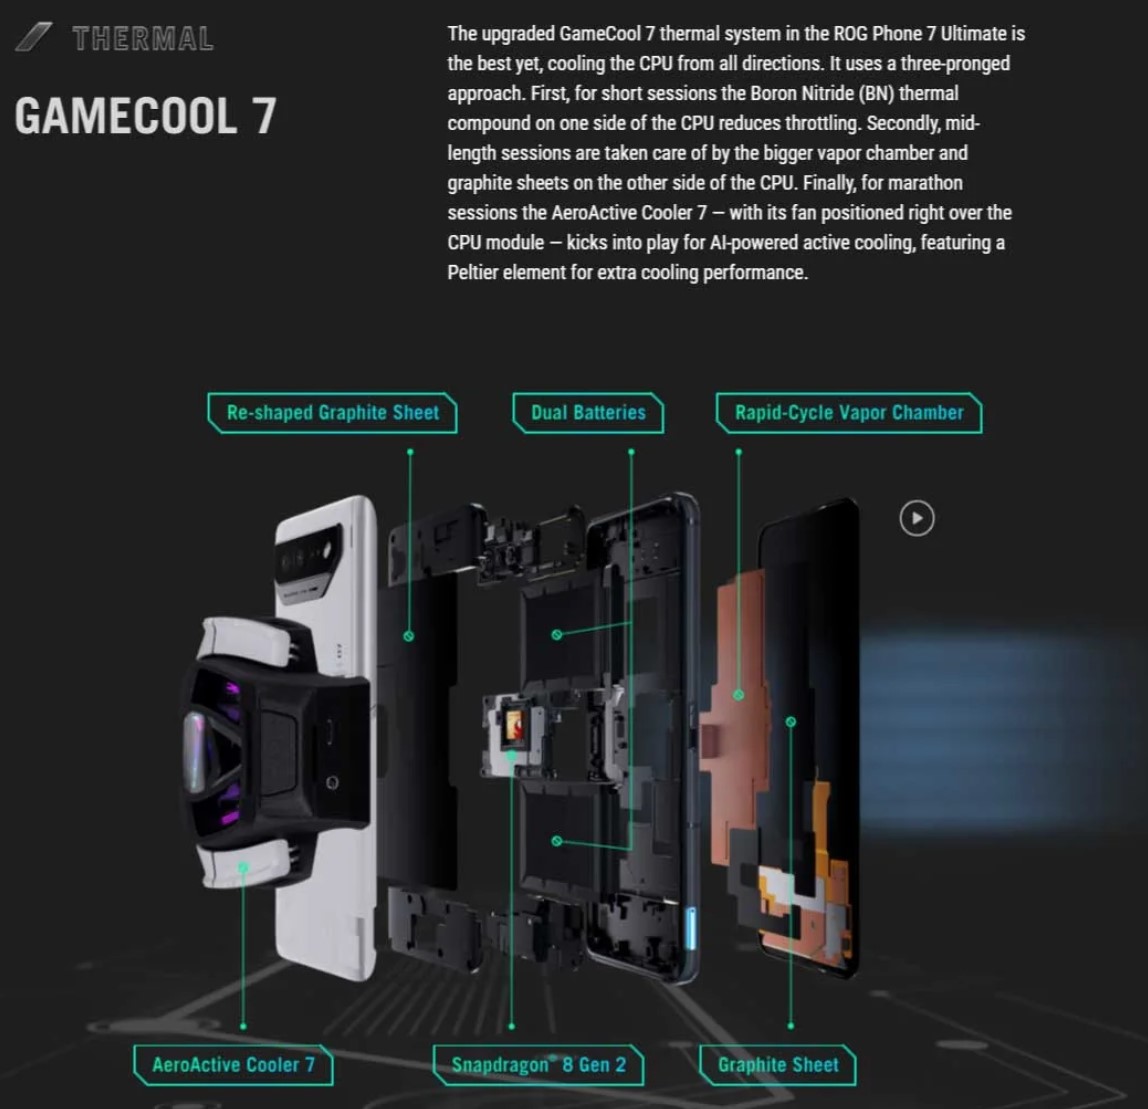 THERMAL
GAMECOOL 7
The upgraded GameCool 7 thermal system in the ROG Phone 7 Ultimate is
the best yet, cooling the CPU from all directions. It uses a three-pronged
approach. First, for short sessions the Boron Nitride (BN) thermal
compound on one side of the CPU reduces throttling. Secondly, mid-
length sessions are taken care of by the bigger vapor chamber and
graphite sheets on the other side of the CPU. Finally, for marathon
sessions the AeroActive Cooler 7 – with its fan positioned right over the
CPU module – kicks into play for AI-powered active cooling, featuring a
Peltier element for extra cooling performance.
Re-shaped Graphite Sheet
Dual Batteries
Rapid-Cycle Vapor Chamber
AeroActive Cooler 7
Snapdragon® 8 Gen 2
Graphite Sheet